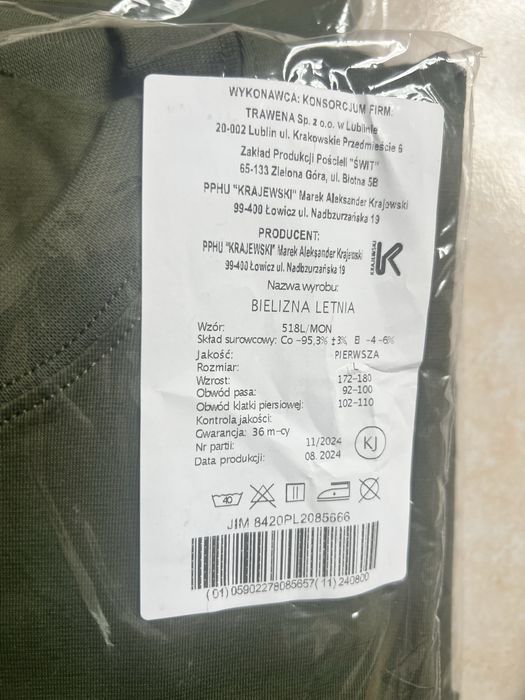 WYKONAWCA: KONSORCJUM FIRM:
TRAWENA Sp. z o.o. w Lublinie
20-002 Lublin ul. Krakowskie Przedmieście 6
Zakład Produkcji Pościeli "ŚWIT"
65-133 Zielona Góra, ul. Błotna 5B
PPHU "KRAJEWSKI" Marek Aleksander Krajewski
99-400 Łowicz ul. Nadbzurzańska 19
PRODUCENT:
PPHU "KRAJEWSKI" Marek Aleksander Krajewski
99-400 Łowicz ul. Nadbzurzańska 19
KRAJEWSKI
K
Nazwa wyrobu:
BIELIZNA LETNIA
Wzór: 518L/MON
Skład surowcowy: Co -95,3% ±3% El -4 -6%
Jakość: PIERWSZA
Rozmiar: L
Wzrost: 172-180
Obwód pasa: 92-100
Obwód klatki piersiowej: 102-110
Kontrola jakości:
Gwarancja: 36 m-cy
Nr partii: 11/2024
Data produkcji: 08.2024
KJ
40
JIM 8420PL2085666
(01)05902278085657(11)240800